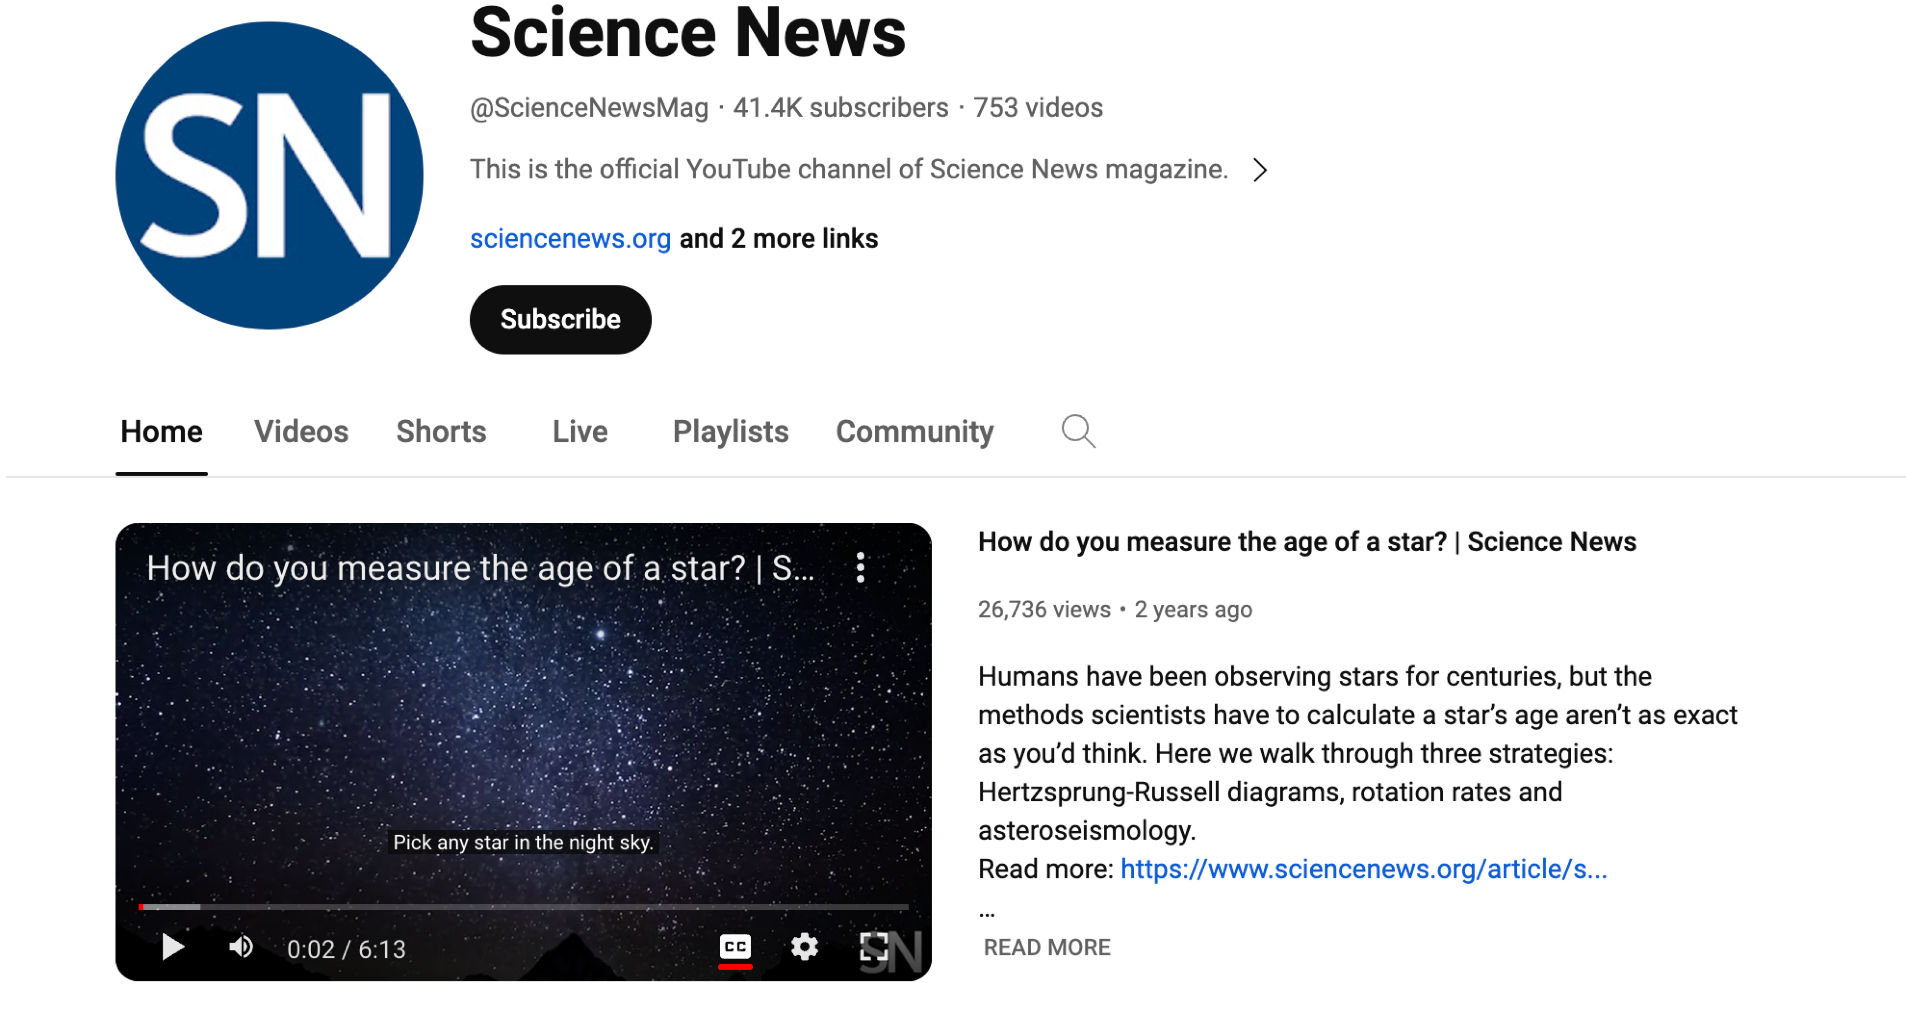 SN
Science News
@ScienceNewsMag · 41.4K subscribers · 753 videos
This is the official YouTube channel of Science News magazine.
sciencenews.org and 2 more links
Subscribe
Home Videos Shorts Live Playlists Community
How do you measure the age of a star? | S...
Pick any star in the night sky.
0:02 / 6:13
CC
SN
How do you measure the age of a star? | Science News
26,736 views • 2 years ago
Humans have been observing stars for centuries, but the
methods scientists have to calculate a star’s age aren’t as exact
as you’d think. Here we walk through three strategies:
Hertzsprung-Russell diagrams, rotation rates and
asteroseismology.
Read more: https://www.sciencenews.org/article/s...
...
READ MORE